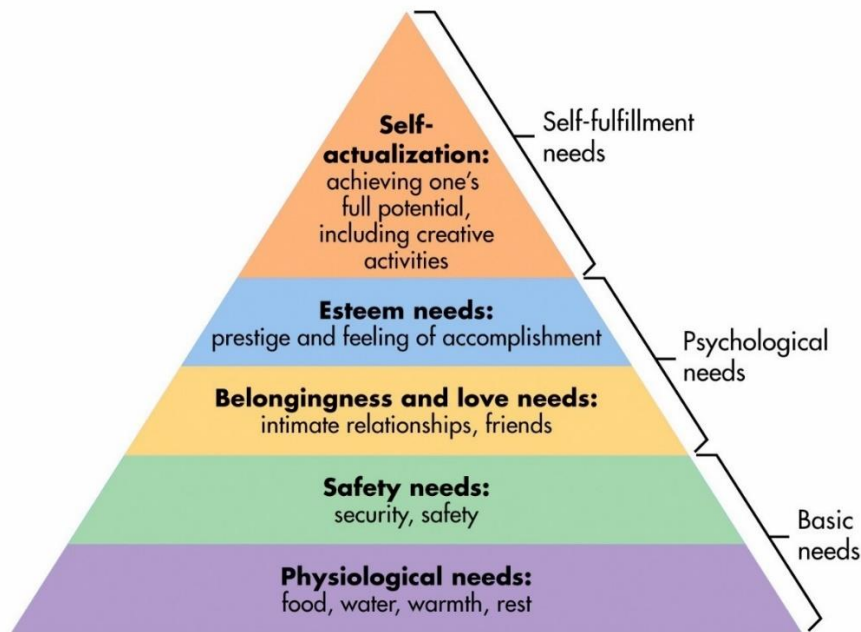 Self-
actualization:
achieving one's
full potential,
including creative
activities
Self-fulfillment
needs
Esteem needs:
prestige and feeling of accomplishment
Belongingness and love needs:
intimate relationships, friends
Psychological
needs
Safety needs:
security, safety
Physiological needs:
food, water, warmth, rest
Basic
needs